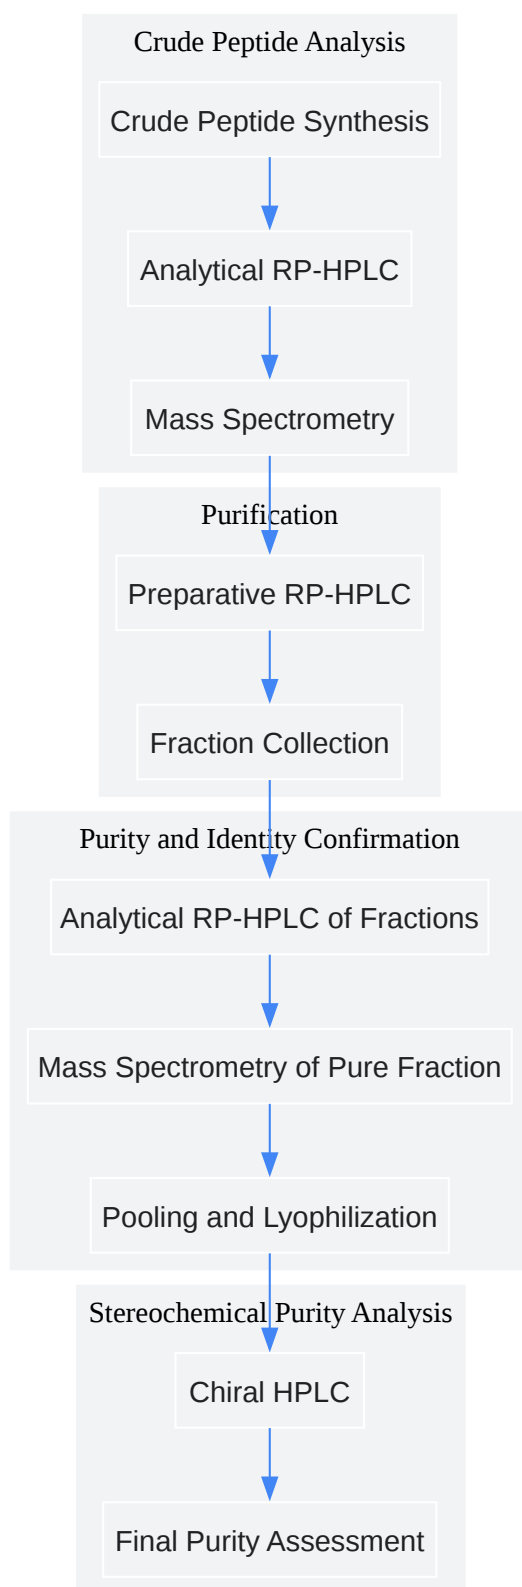 Crude Peptide Analysis
Crude Peptide Synthesis
Analytical RP-HPLC
Mass Spectrometry
Purification
Preparative RP-HPLC
Fraction Collection
Purity and Identity Confirmation
Analytical RP-HPLC of Fractions
Mass Spectrometry of Pure Fraction
Pooling and Lyophilization
Stereochemical Purity Analysis
Chiral HPLC
Final Purity Assessment